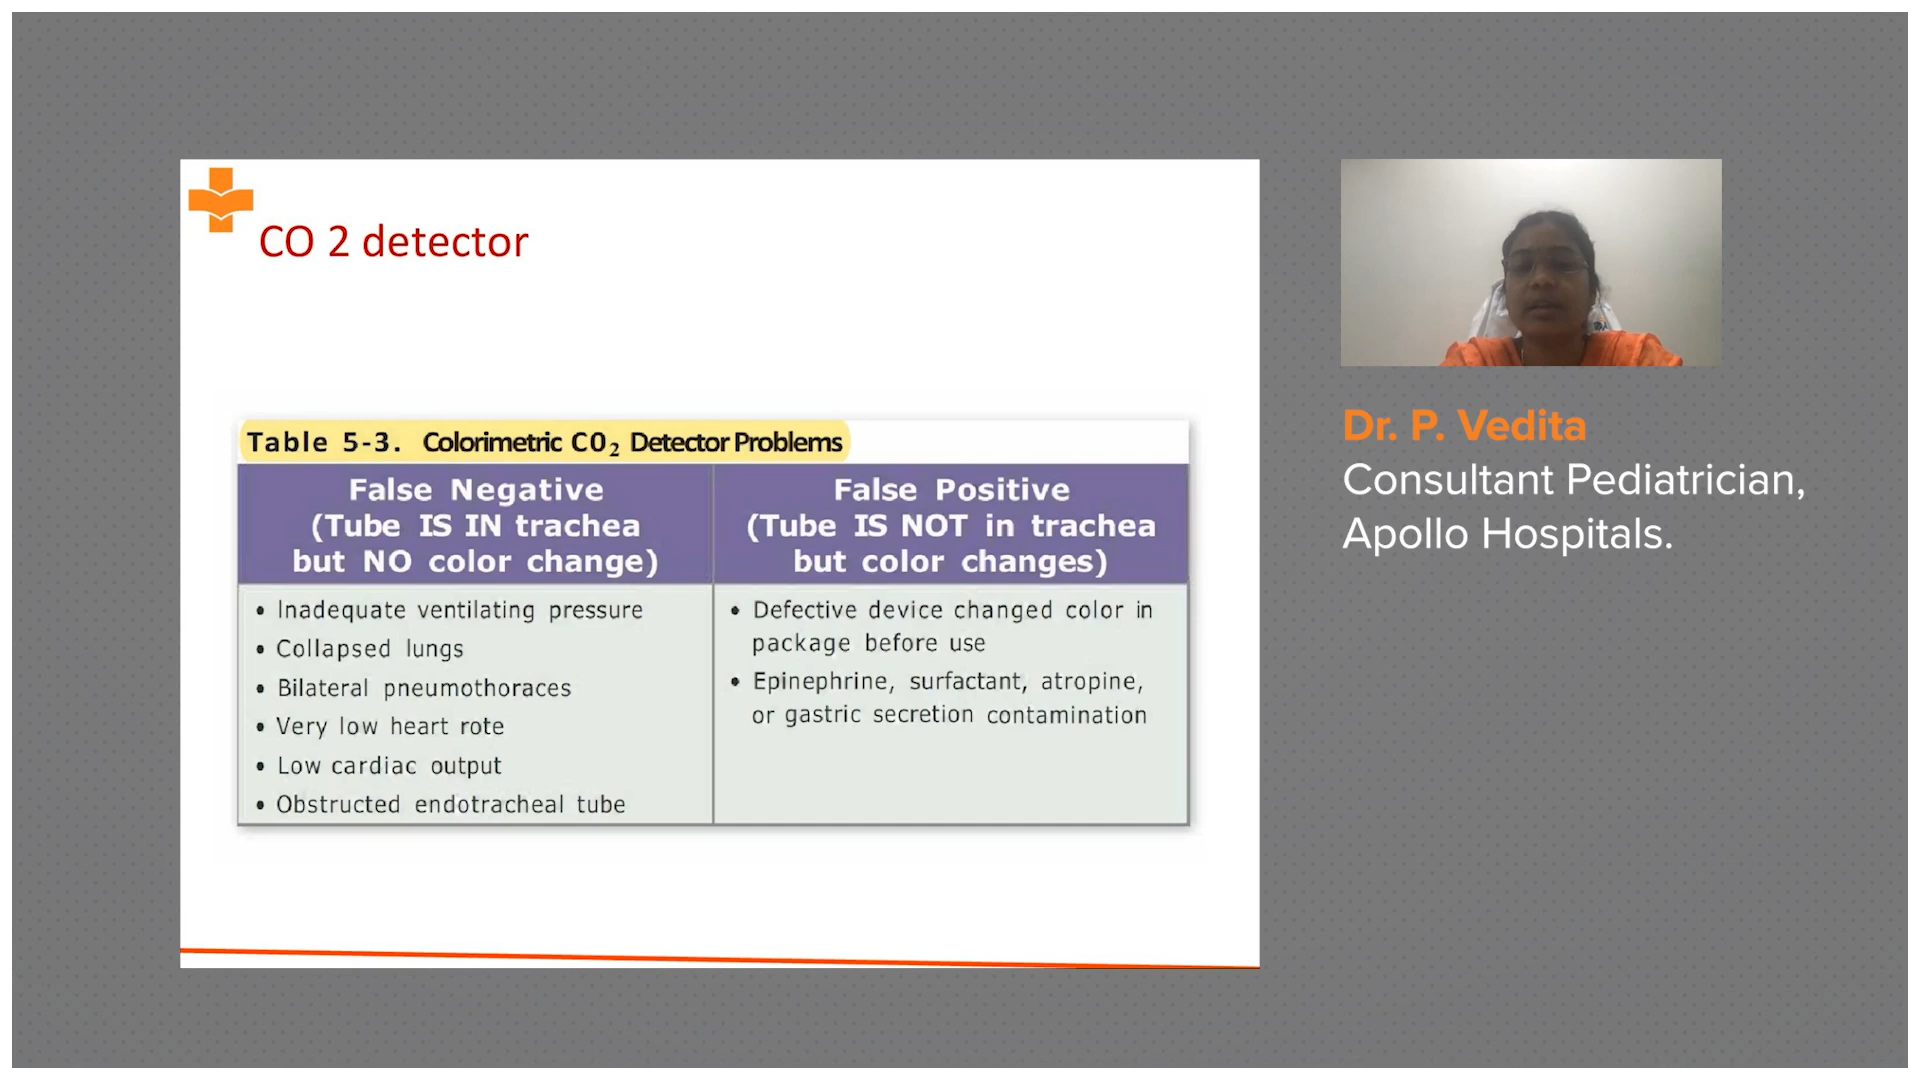 CO 2 detector
Table 5-3. Colorimetric CO₂ Detector Problems
False Negative
(Tube IS IN trachea
but NO color change)
• Inadequate ventilating pressure
• Collapsed lungs
• Bilateral pneumothoraces
• Very low heart rote
• Low cardiac output
• Obstructed endotracheal tube
False Positive
(Tube IS NOT in trachea
but color changes)
• Defective device changed color in
package before use
• Epinephrine, surfactant, atropine,
or gastric secretion contamination
Dr. P. Vedita
Consultant Pediatrician,
Apollo Hospitals.